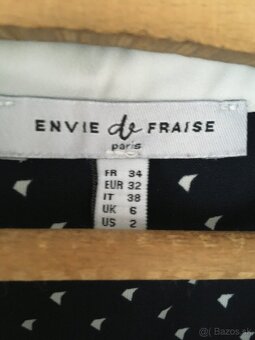 ENVIE de FRAISE
paris
FR 34
EUR 32
IT 38
UK 6
US 2
Bazos.sk